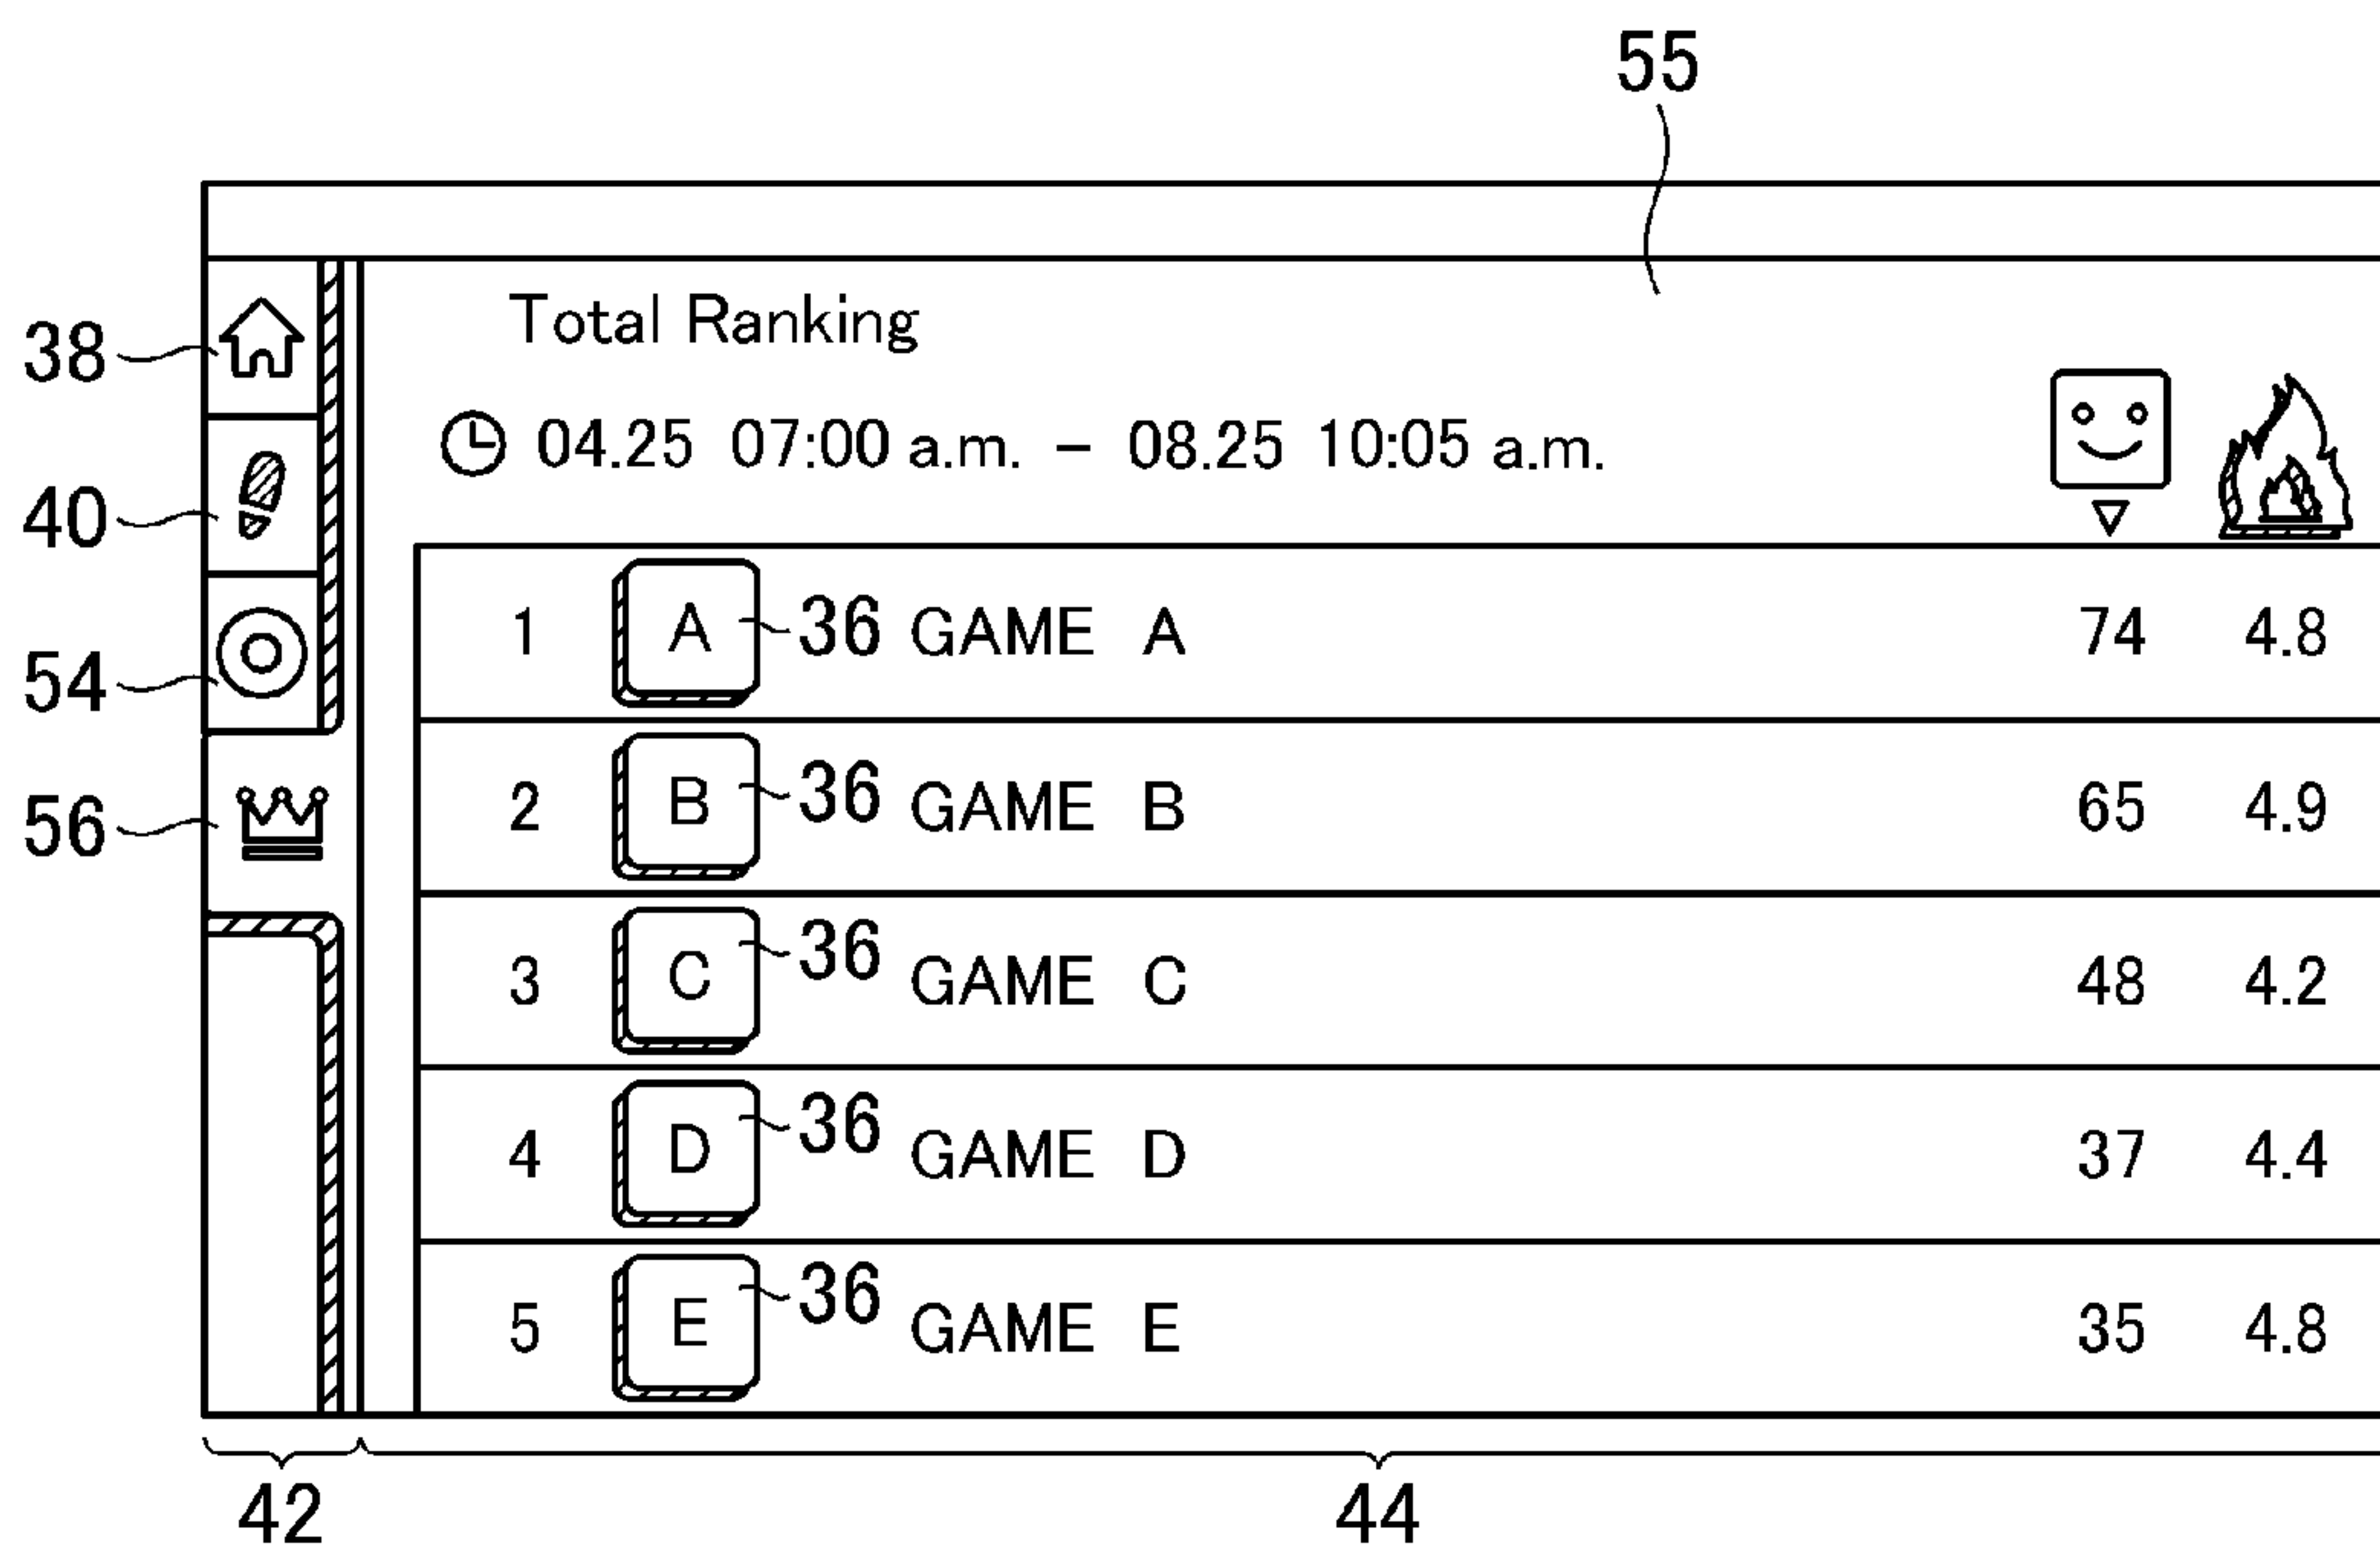 55
Total Ranking
38
04.25 07:00 a.m. – 08.25 10:05 a.m.
40
1 A 36 GAME A 74 4.8
54
2 B 36 GAME B 65 4.9
56
3 C 36 GAME C 48 4.2
4 D 36 GAME D 37 4.4
5 E 36 GAME E 35 4.8
42 44